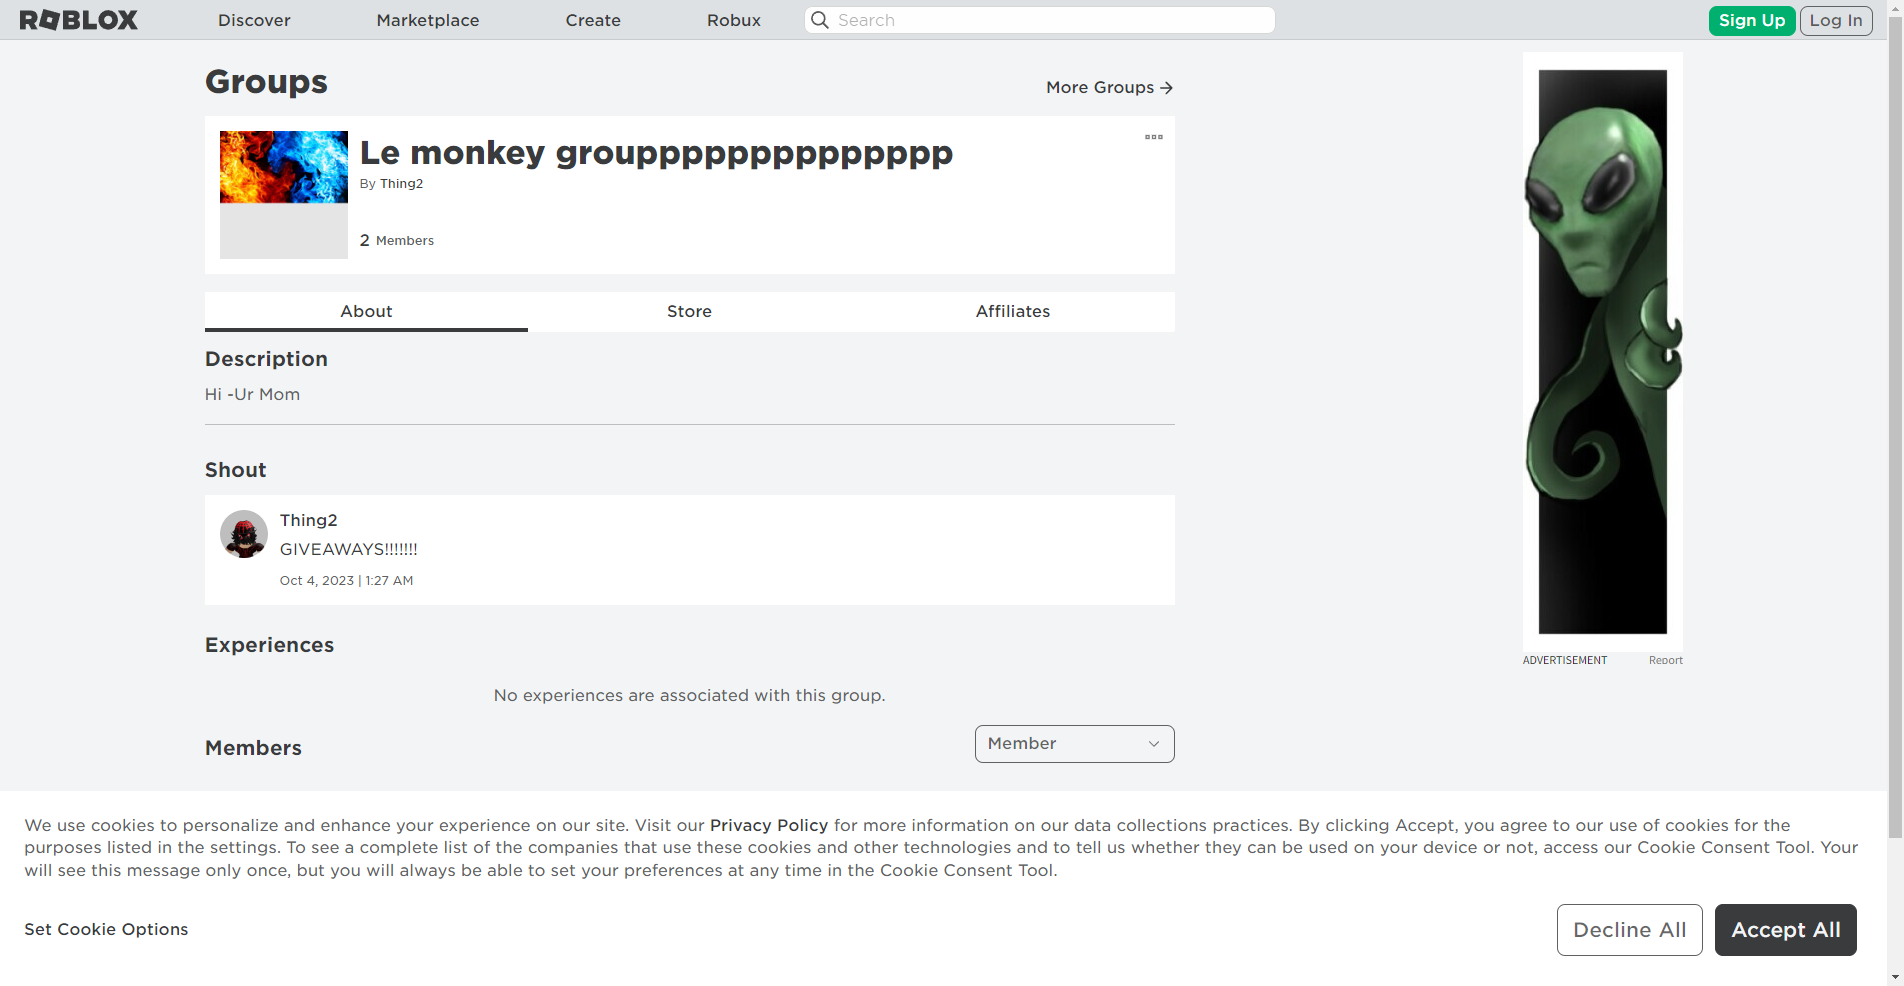 ROBLOX Discover Marketplace Create Robux Search Sign Up Log In
Groups
More Groups →
Le monkey grouppppppppppppppp
By Thing2
2 Members
About Store Affiliates
Description
Hi -Ur Mom
Shout
Thing2
GIVEAWAYS!!!!!!!
Oct 4, 2023 | 1:27 AM
Experiences
ADVERTISEMENT Report
No experiences are associated with this group.
Members
Member
We use cookies to personalize and enhance your experience on our site. Visit our Privacy Policy for more information on our data collections practices. By clicking Accept, you agree to our use of cookies for the
purposes listed in the settings. To see a complete list of the companies that use these cookies and other technologies and to tell us whether they can be used on your device or not, access our Cookie Consent Tool. Your
will see this message only once, but you will always be able to set your preferences at any time in the Cookie Consent Tool.
Set Cookie Options
Decline All
Accept All